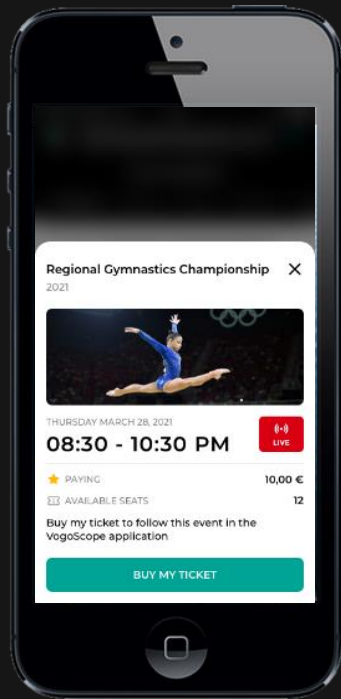 Regional Gymnastics Championship
2021
THURSDAY MARCH 28, 2021
08:30 - 10:30 PM
LIVE
PAYING 10,00 €
AVAILABLE SEATS 12
Buy my ticket to follow this event in the
VogoScope application
BUY MY TICKET